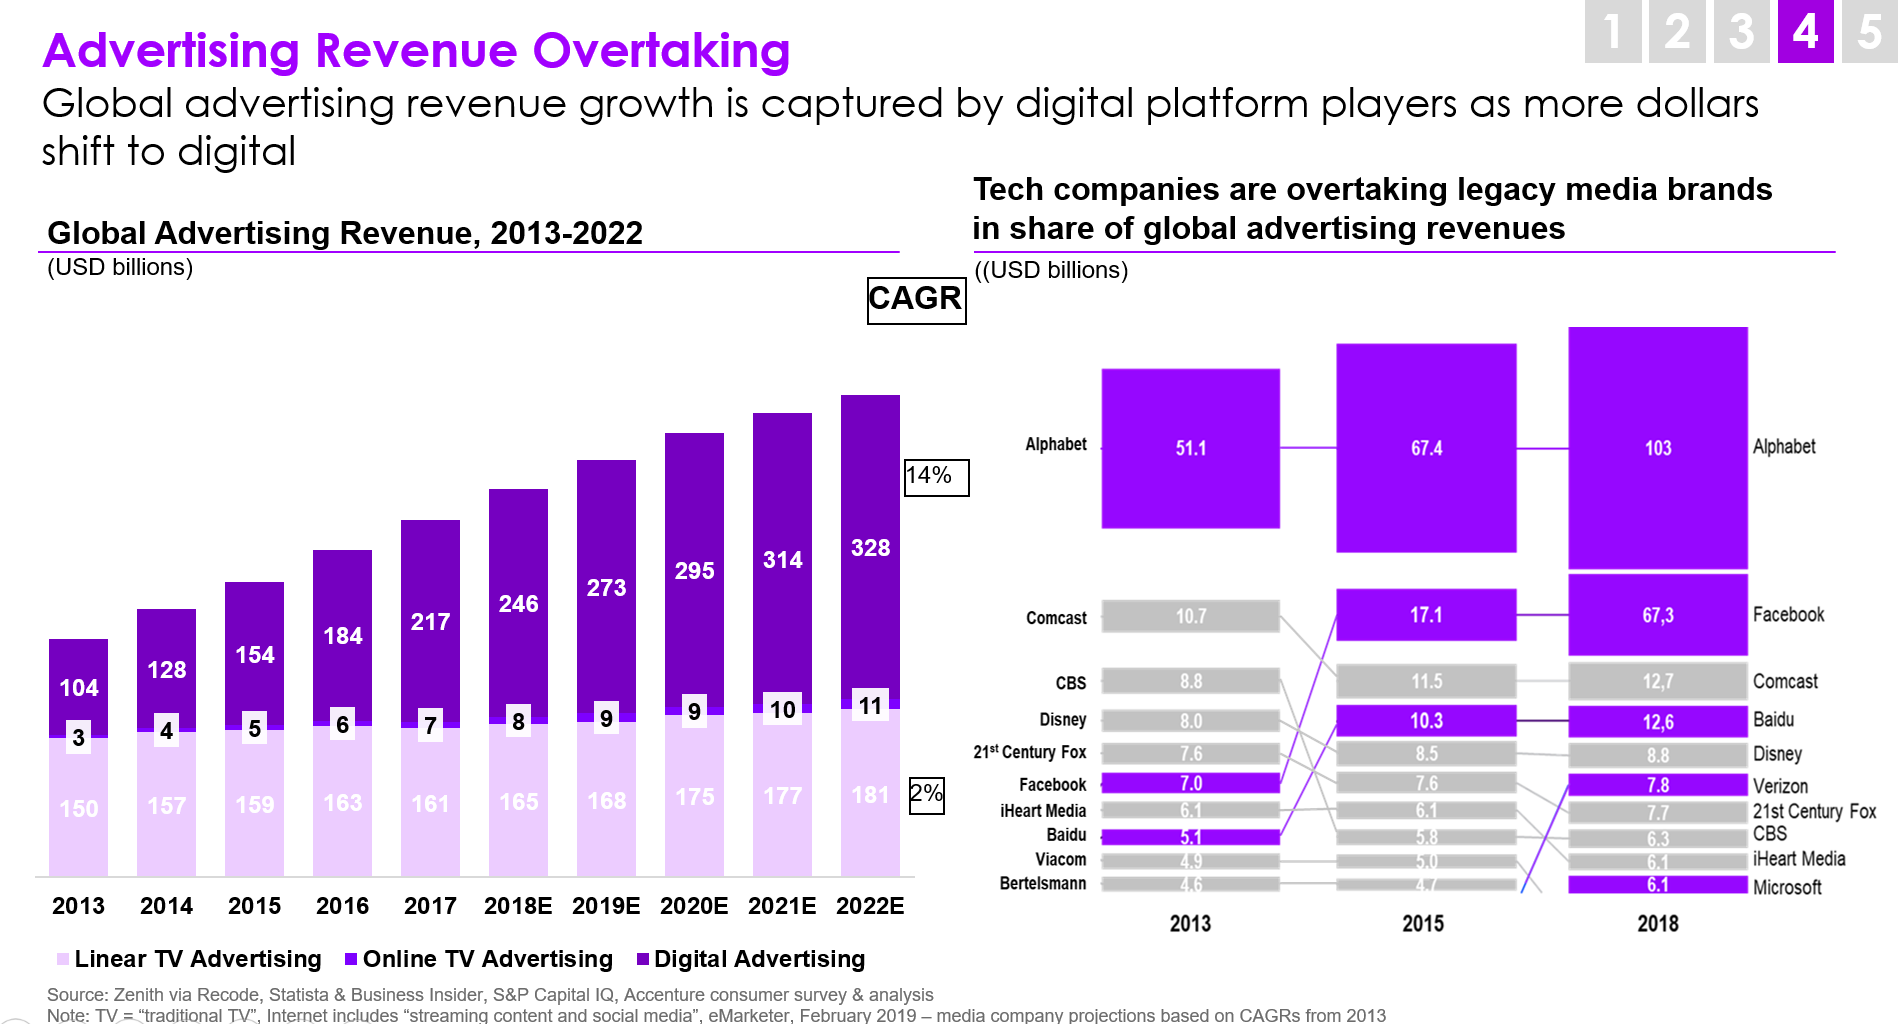 1 2 3 4 5
Advertising Revenue Overtaking
Global advertising revenue growth is captured by digital platform players as more dollars
shift to digital
Global Advertising Revenue, 2013-2022
(USD billions)
CAGR
14%
2%
104 128 154 184 217 246 273 295 314 328
3 4 5 6 7 8 9 9 10 11
150 157 159 163 161 165 168 175 177 181
2013 2014 2015 2016 2017 2018E 2019E 2020E 2021E 2022E
Linear TV Advertising Online TV Advertising Digital Advertising
Tech companies are overtaking legacy media brands
in share of global advertising revenues
((USD billions)
Alphabet 51.1 67.4 103 Alphabet
Comcast 10.7 17.1 67,3 Facebook
CBS 8.8 11.5 12,7 Comcast
Disney 8.0 10.3 12,6 Baidu
21st Century Fox 7.6 8.5 8.8 Disney
Facebook 7.0 7.6 7.8 Verizon
iHeart Media 6.1 6.1 7.7 21st Century Fox
Baidu 5.1 5.8 6.3 CBS
Viacom 4.9 5.0 6.1 iHeart Media
Bertelsmann 4.6 4.7 6.1 Microsoft
2013 2015 2018
Source: Zenith via Recode, Statista & Business Insider, S&P Capital IQ, Accenture consumer survey & analysis
Note: TV = “traditional TV”, Internet includes “streaming content and social media”, eMarketer, February 2019 – media company projections based on CAGRs from 2013